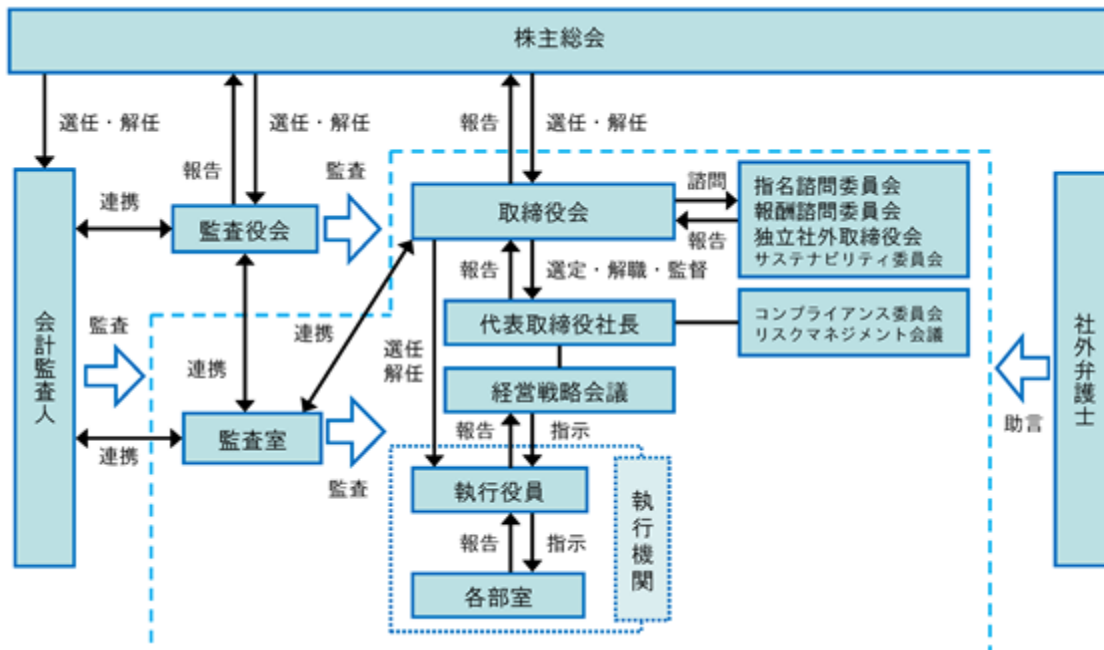 株主総会
選任・解任
選任・解任
報告
選任・解任
報告
監査
連携
監査役会
取締役会
諮問
報告
指名諮問委員会
報酬諮問委員会
独立社外取締役会
サステナビリティ委員会
報告
選定・解職・監督
会計監査人
監査
連携
連携
選任
解任
代表取締役社長
コンプライアンス委員会
リスクマネジメント会議
社外弁護士
助言
経営戦略会議
報告
指示
監査室
連携
監査
執行役員
執行機関
報告
指示
各部室